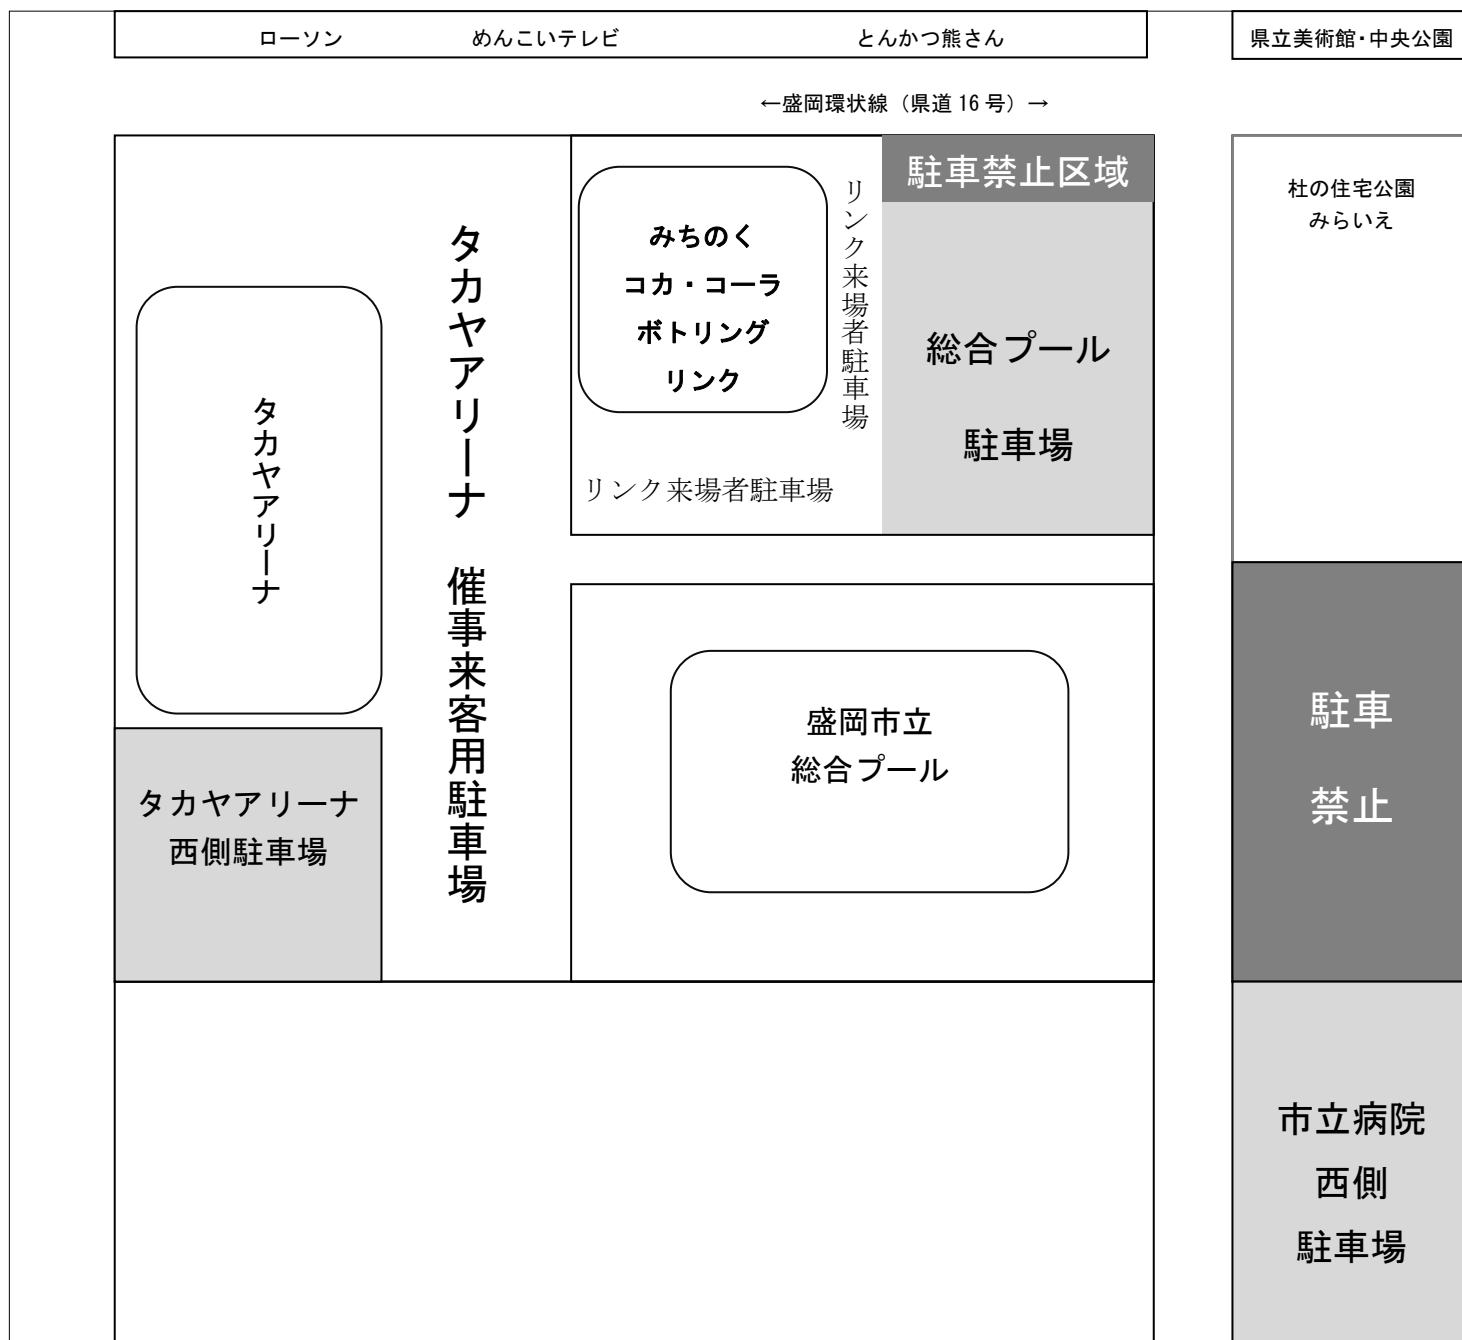 ローソン
めんこいテレビ
とんかつ熊さん
県立美術館・中央公園
←盛岡環状線（県道 16 号）→
タカヤアリーナ
タカヤアリーナ　催事来客用駐車場
みちのく
コカ・コーラ
ボトリング
リンク
リンク来場者駐車場
リンク来場者駐車場
駐車禁止区域
総合プール
駐車場
杜の住宅公園
みらいえ
タカヤアリーナ
西側駐車場
盛岡市立
総合プール
駐車
禁止
市立病院
西側
駐車場